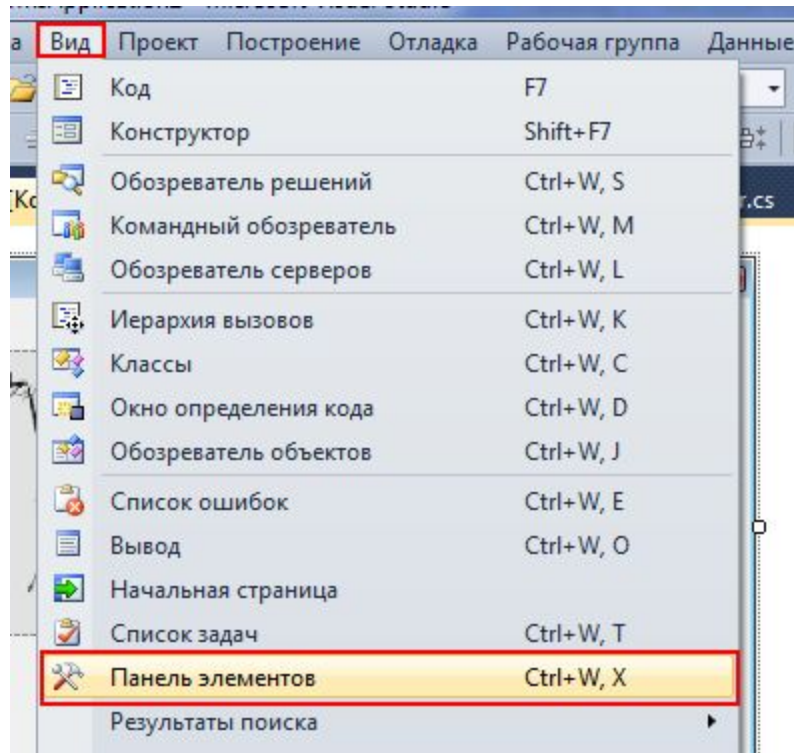 а Вид Проект Построение Отладка Рабочая группа Данные
Код F7
Конструктор Shift+F7
Обозреватель решений Ctrl+W, S
Командный обозреватель Ctrl+W, M
Обозреватель серверов Ctrl+W, L
Иерархия вызовов Ctrl+W, K
Классы Ctrl+W, C
Окно определения кода Ctrl+W, D
Обозреватель объектов Ctrl+W, J
Список ошибок Ctrl+W, E
Вывод Ctrl+W, O
Начальная страница
Список задач Ctrl+W, T
Панель элементов Ctrl+W, X
Результаты поиска
[Ко
r.cs